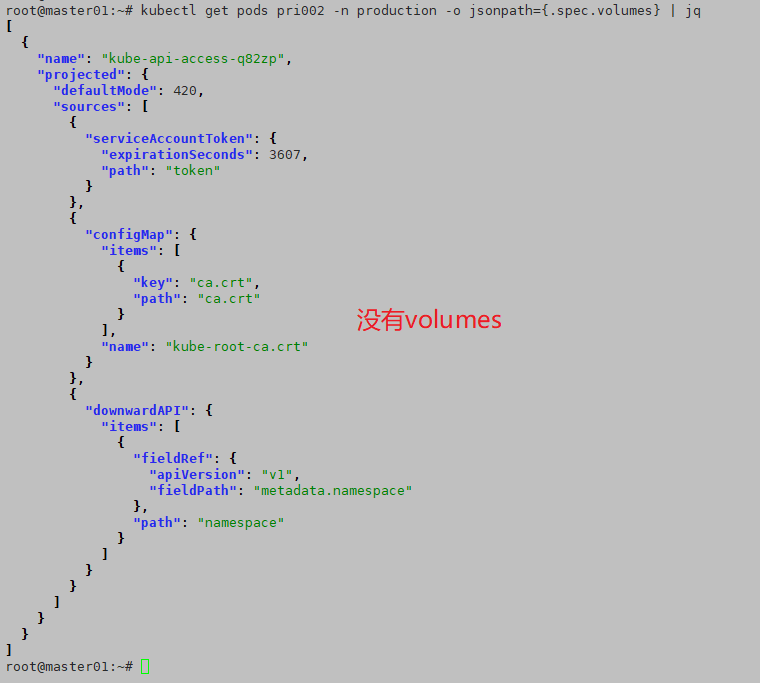 root@master01:~# kubectl get pods pri002 -n production -o jsonpath={.spec.volumes} | jq
[
  {
    "name": "kube-api-access-q82zp",
    "projected": {
      "defaultMode": 420,
      "sources": [
        {
          "serviceAccountToken": {
            "expirationSeconds": 3607,
            "path": "token"
          }
        },
        {
          "configMap": {
            "items": [
              {
                "key": "ca.crt",
                "path": "ca.crt"
              }
没有volumes
            ],
            "name": "kube-root-ca.crt"
          }
        },
        {
          "downwardAPI": {
            "items": [
              {
                "fieldRef": {
                  "apiVersion": "v1",
                  "fieldPath": "metadata.namespace"
                },
                "path": "namespace"
              }
            ]
          }
        }
      ]
    }
  }
]
root@master01:~#